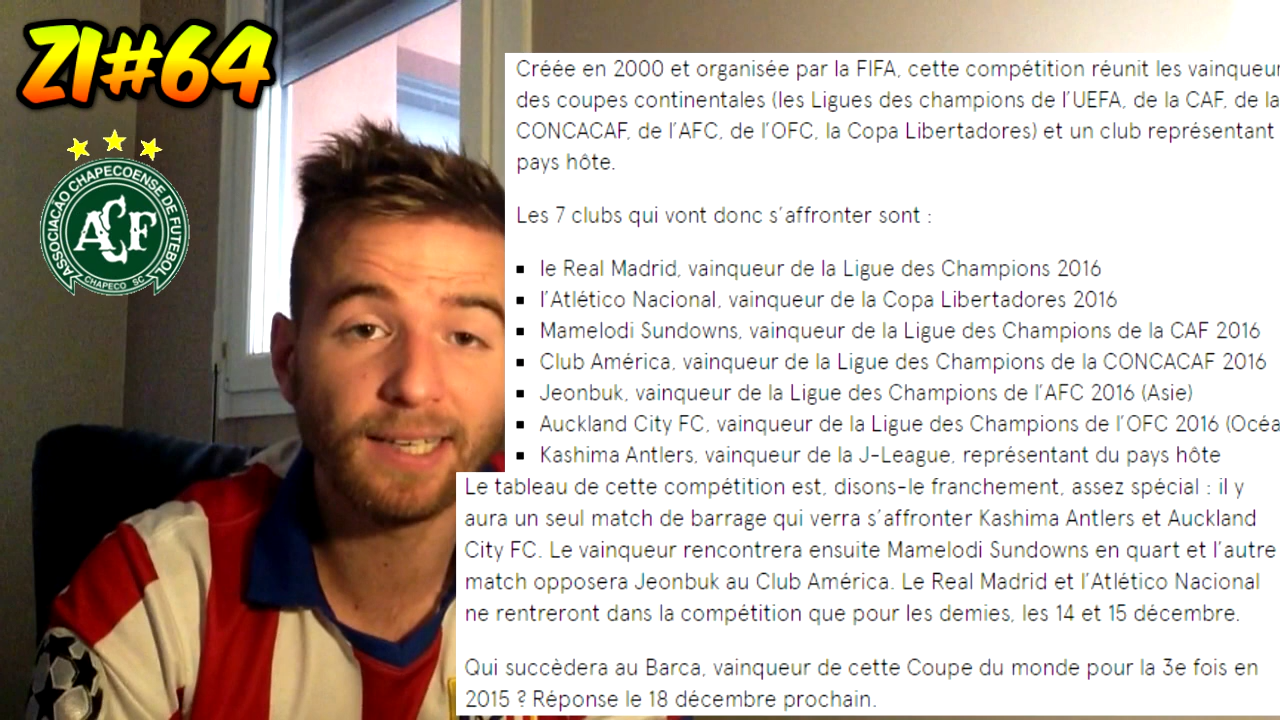 ZI#64
ASSOCIAÇÃO CHAPECOENSE DE FUTEBOL
ACF
CHAPECO SC
Créée en 2000 et organisée par la FIFA, cette compétition réunit les vainqueur
des coupes continentales (les Ligues des champions de l'UEFA, de la CAF, de la
CONCACAF, de l'AFC, de l'OFC, la Copa Libertadores) et un club représentant
pays hôte.
Les 7 clubs qui vont donc s'affronter sont :
▪ le Real Madrid, vainqueur de la Ligue des Champions 2016
▪ l'Atlético Nacional, vainqueur de la Copa Libertadores 2016
▪ Mamelodi Sundowns, vainqueur de la Ligue des Champions de la CAF 2016
▪ Club América, vainqueur de la Ligue des Champions de la CONCACAF 2016
▪ Jeonbuk, vainqueur de la Ligue des Champions de l'AFC 2016 (Asie)
▪ Auckland City FC, vainqueur de la Ligue des Champions de l'OFC 2016 (Océa
▪ Kashima Antlers, vainqueur de la J-League, représentant du pays hôte
Le tableau de cette compétition est, disons-le franchement, assez spécial : il y
aura un seul match de barrage qui verra s'affronter Kashima Antlers et Auckland
City FC. Le vainqueur rencontrera ensuite Mamelodi Sundowns en quart et l'autre
match opposera Jeonbuk au Club América. Le Real Madrid et l'Atlético Nacional
ne rentreront dans la compétition que pour les demies, les 14 et 15 décembre.
Qui succèdera au Barca, vainqueur de cette Coupe du monde pour la 3e fois en
2015 ? Réponse le 18 décembre prochain.